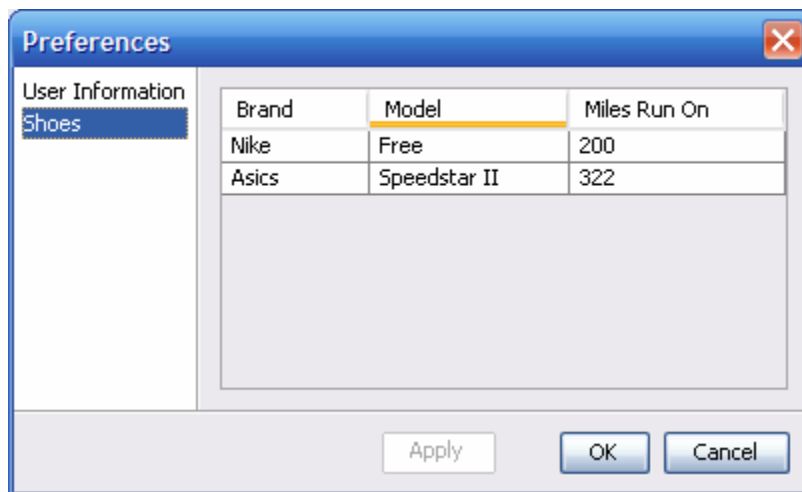 Preferences
User Information
Shoes
Brand Model Miles Run On
Nike Free 200
Asics Speedstar II 322
Apply OK Cancel